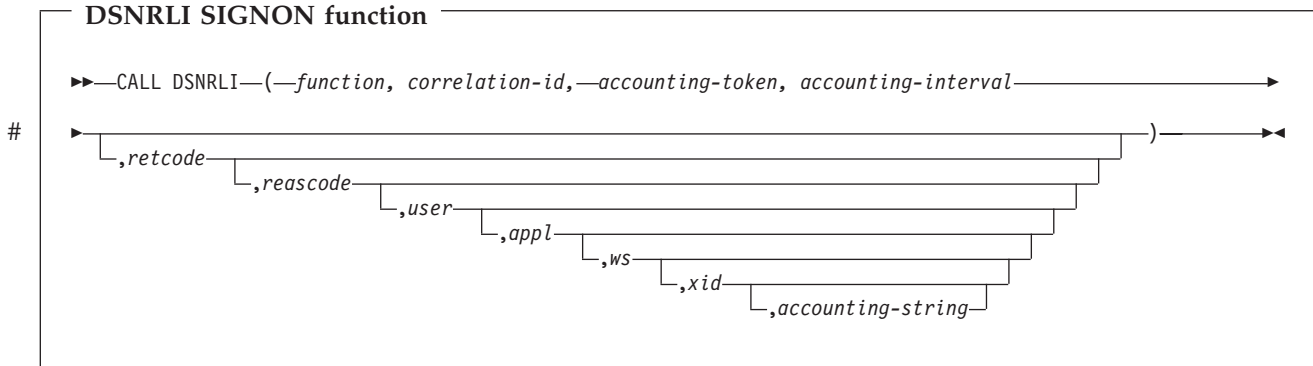 DSNRLI SIGNON function
CALL DSNRLI ( function, correlation-id, accounting-token, accounting-interval
# )
,retcode
,reascode
,user
,appl
,ws
,xid
,accounting-string